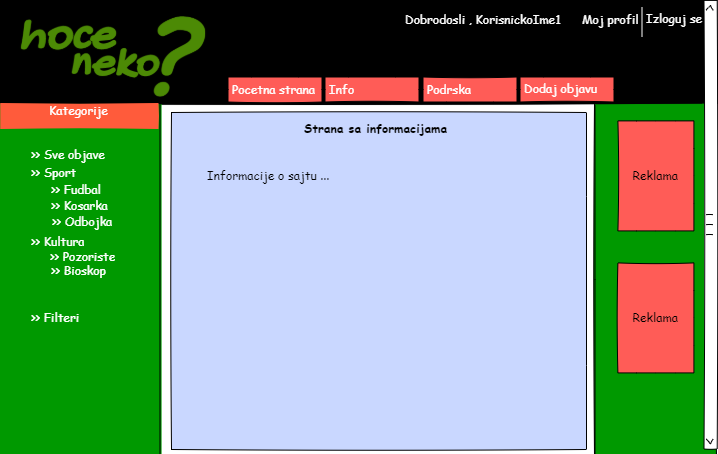 hoce
neko?
Dobrodosli , KorisnickoIme1
Moj profil
Izloguj se
Pocetna strana
Info
Podrska
Dodaj objavu
Kategorije
>> Sve objave
>> Sport
>> Fudbal
>> Kosarka
>> Odbojka
>> Kultura
>> Pozoriste
>> Bioskop
>> Filteri
Strana sa informacijama
Informacije o sajtu ...
Reklama
Reklama